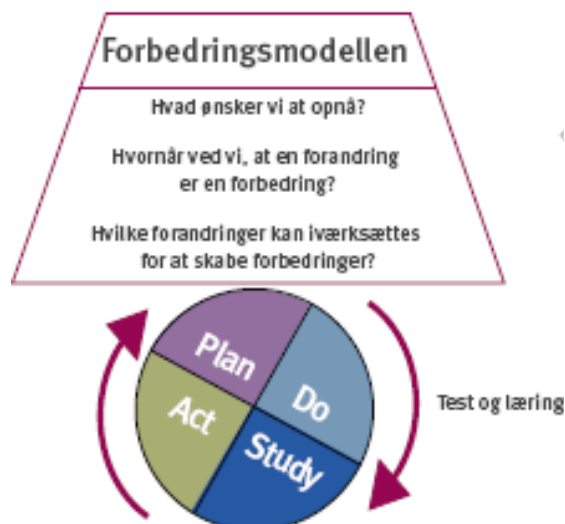 Forbedringsmodellen
Hvad ønsker vi at opnå?
Hvornår ved vi, at en forandring
er en forbedring?
Hvilke forandringer kan iværksættes
for at skabe forbedringer?
Plan
Do
Act
Study
Test og læring